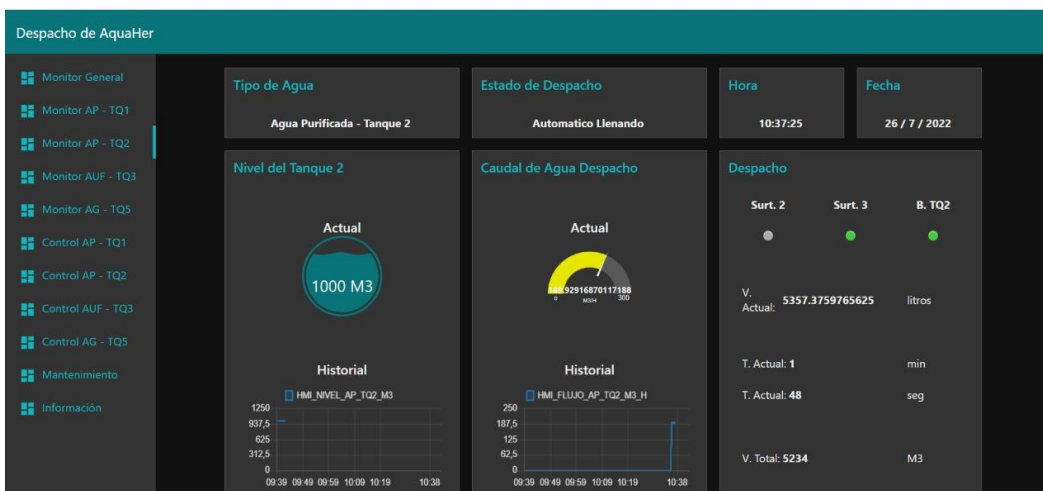 Despacho de AquaHer
Monitor General
Monitor AP - TQ1
Monitor AP - TQ2
Monitor AUF - TQ3
Monitor AG - TQ5
Control AP - TQ1
Control AP - TQ2
Control AUF - TQ3
Control AG - TQ5
Mantenimiento
Información
Tipo de Agua
Agua Purificada - Tanque 2
Estado de Despacho
Automatico Llenando
Hora
10:37:25
Fecha
26 / 7 / 2022
Nivel del Tanque 2
Actual
1000 M3
Historial
HMI_NIVEL_AP_TQ2_M3
1250
937,5
625
312,5
0
09:39 09:49 09:59 10:09 10:19 10:38
Caudal de Agua Despacho
Actual
189.92916870117188
0 M3/H 300
Historial
HMI_FLUJO_AP_TQ2_M3_H
250
187,5
125
62,5
0
09:39 09:49 09:59 10:09 10:19 10:38
Despacho
Surt. 2 Surt. 3 B. TQ2
V. Actual: 5357.3759765625 litros
T. Actual: 1 min
T. Actual: 48 seg
V. Total: 5234 M3